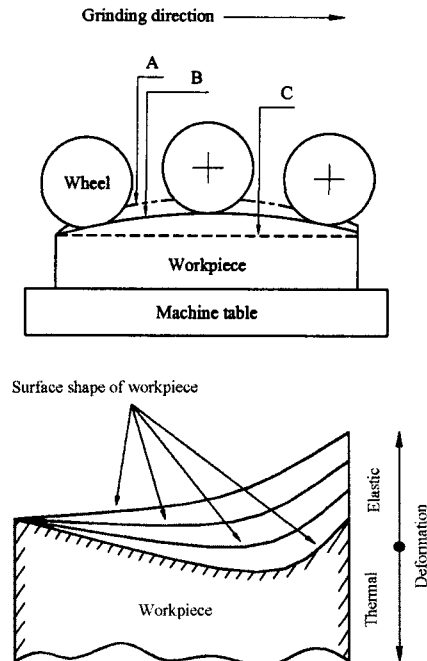 Grinding direction
A
B
C
Wheel
Workpiece
Machine table
Surface shape of workpiece
Elastic
Deformation
Thermal
Workpiece